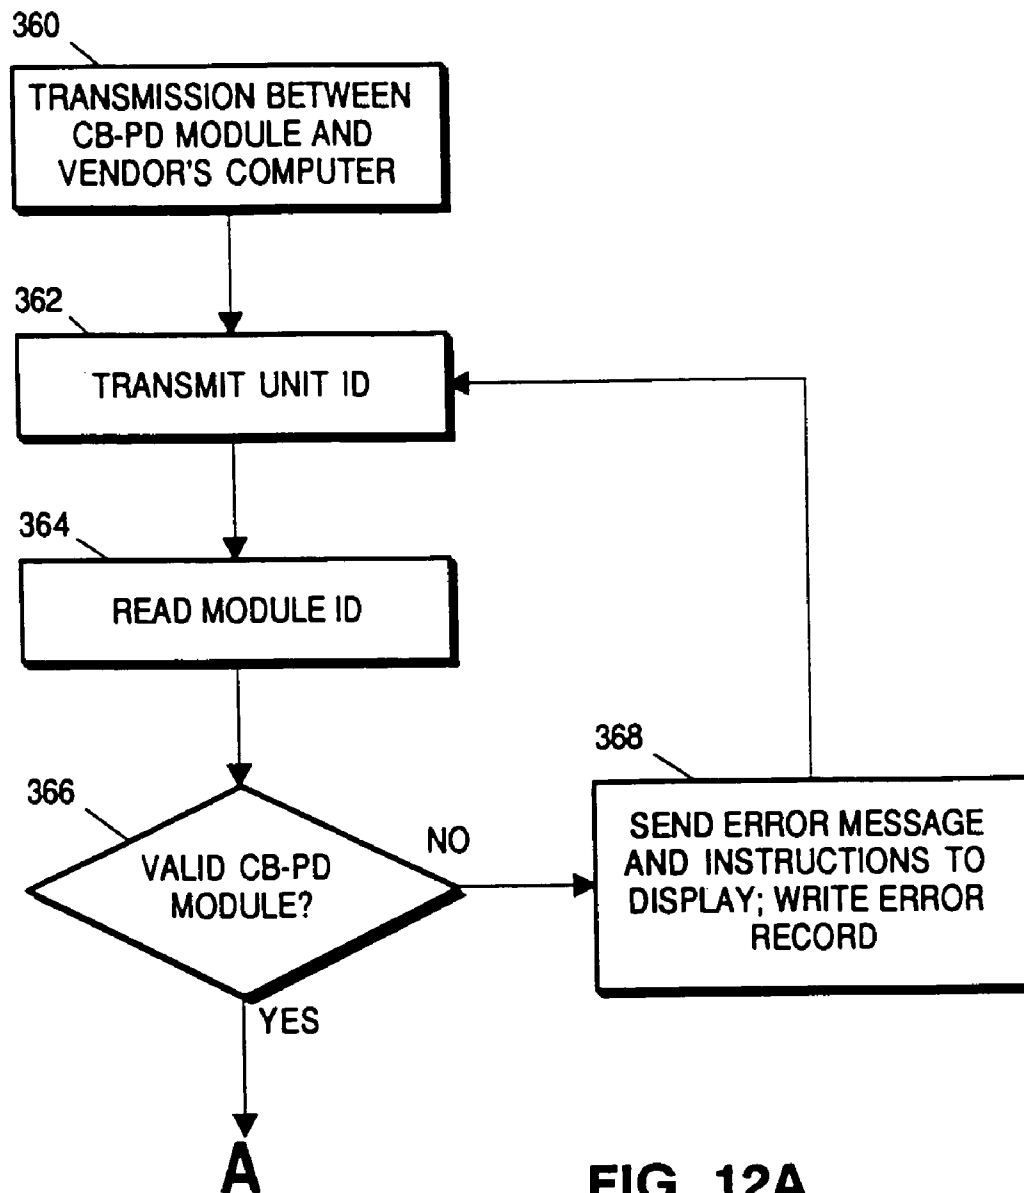 360
TRANSMISSION BETWEEN
CB-PD MODULE AND
VENDOR'S COMPUTER
362
TRANSMIT UNIT ID
364
READ MODULE ID
366
VALID CB-PD
MODULE?
NO
368
SEND ERROR MESSAGE
AND INSTRUCTIONS TO
DISPLAY; WRITE ERROR
RECORD
YES
A
FIG. 12A